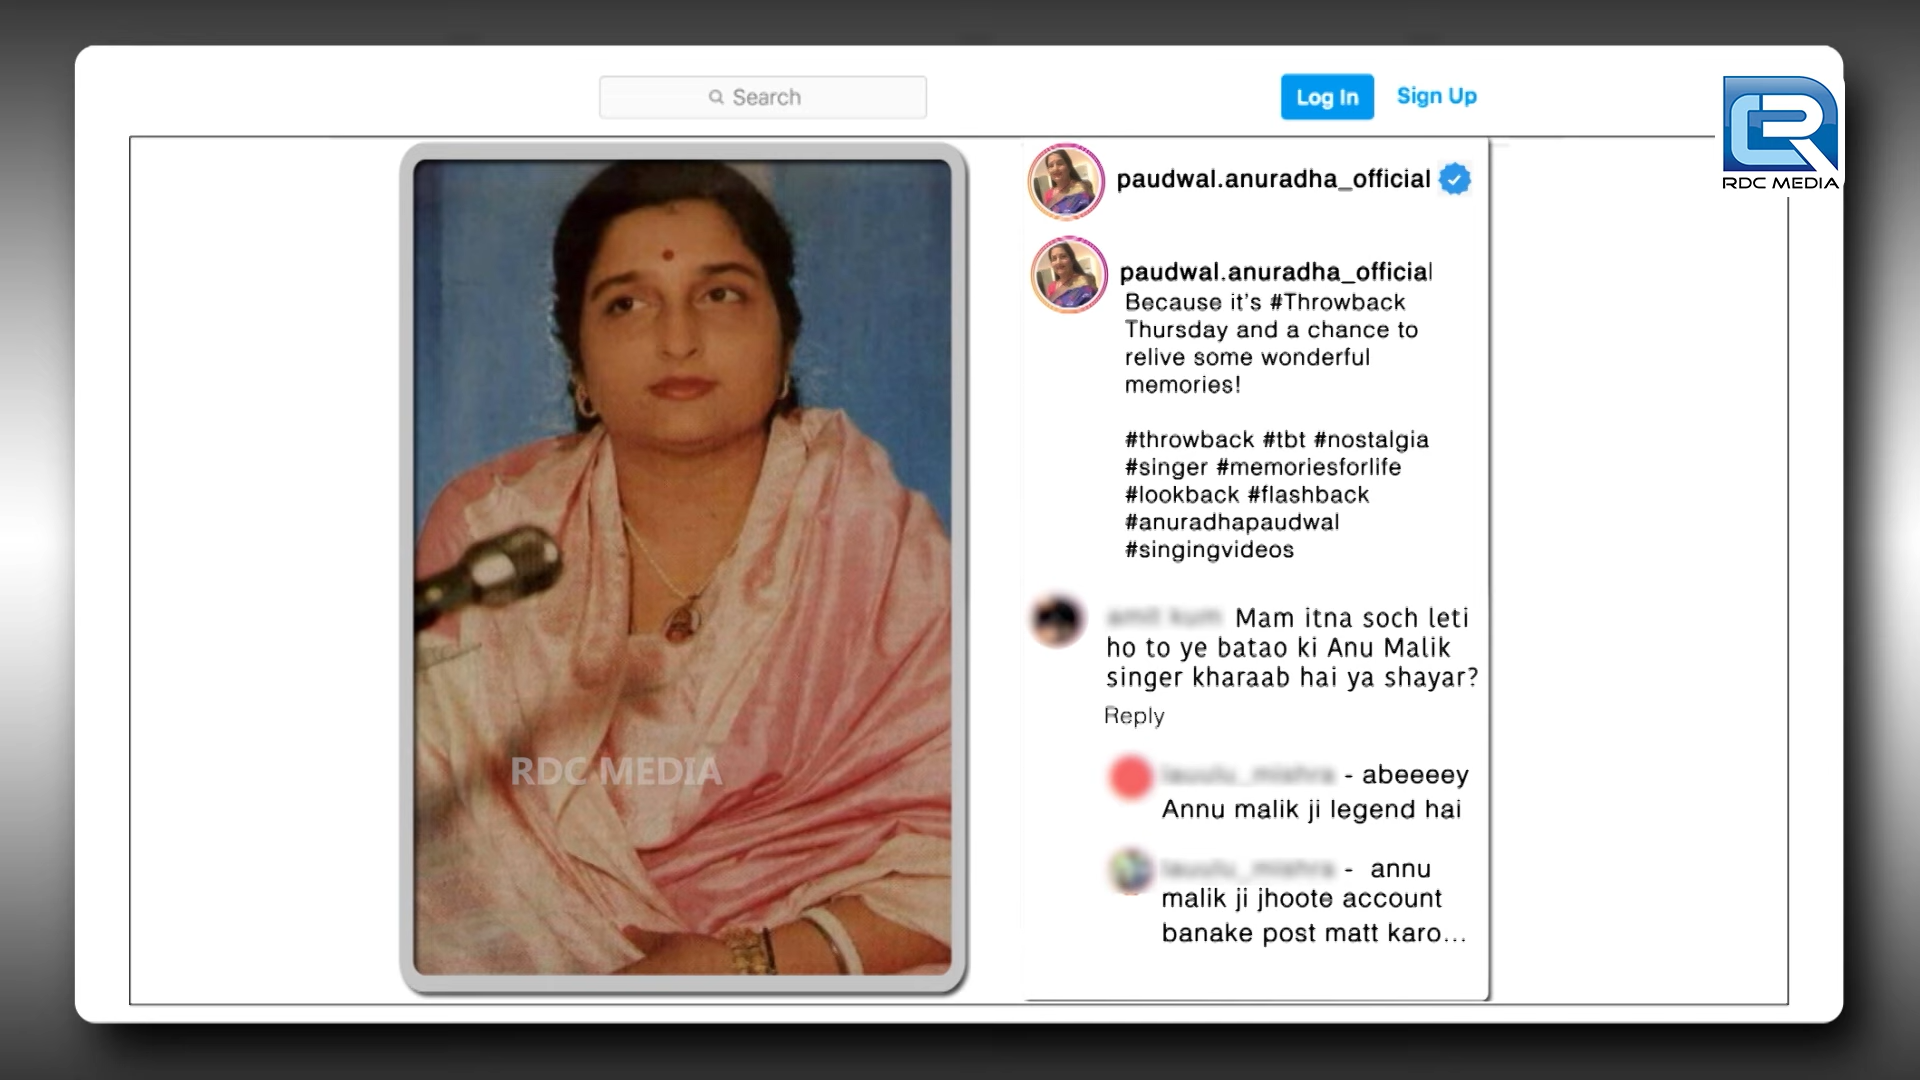 Search
Log In
Sign Up
RDC MEDIA
paudwal.anuradha_official
paudwal.anuradha_official
Because it's #Throwback
Thursday and a chance to
relive some wonderful
memories!
#throwback #tbt #nostalgia
#singer #memoriesforlife
#lookback #flashback
#anuradhapaudwal
#singingvideos
Mam itna soch leti
ho to ye batao ki Anu Malik
singer kharaab hai ya shayar?
Reply
- abeeeey
Annu malik ji legend hai
- annu
malik ji jhoote account
banake post matt karo...
RDC MEDIA